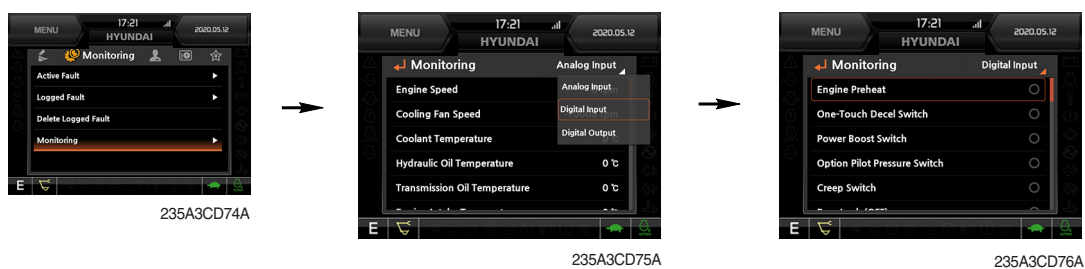 MENU
17:21
HYUNDAI
2020.05.12
Monitoring
Active Fault
Logged Fault
Delete Logged Fault
Monitoring
E
235A3CD74A
MENU
17:21
HYUNDAI
2020.05.12
Monitoring
Analog Input
Engine Speed
Analog Input
Cooling Fan Speed
Digital Input
Coolant Temperature
Digital Output
Hydraulic Oil Temperature
0 ℃
Transmission Oil Temperature
0 ℃
E
235A3CD75A
MENU
17:21
HYUNDAI
2020.05.12
Monitoring
Digital Input
Engine Preheat
One-Touch Decel Switch
Power Boost Switch
Option Pilot Pressure Switch
Creep Switch
E
235A3CD76A